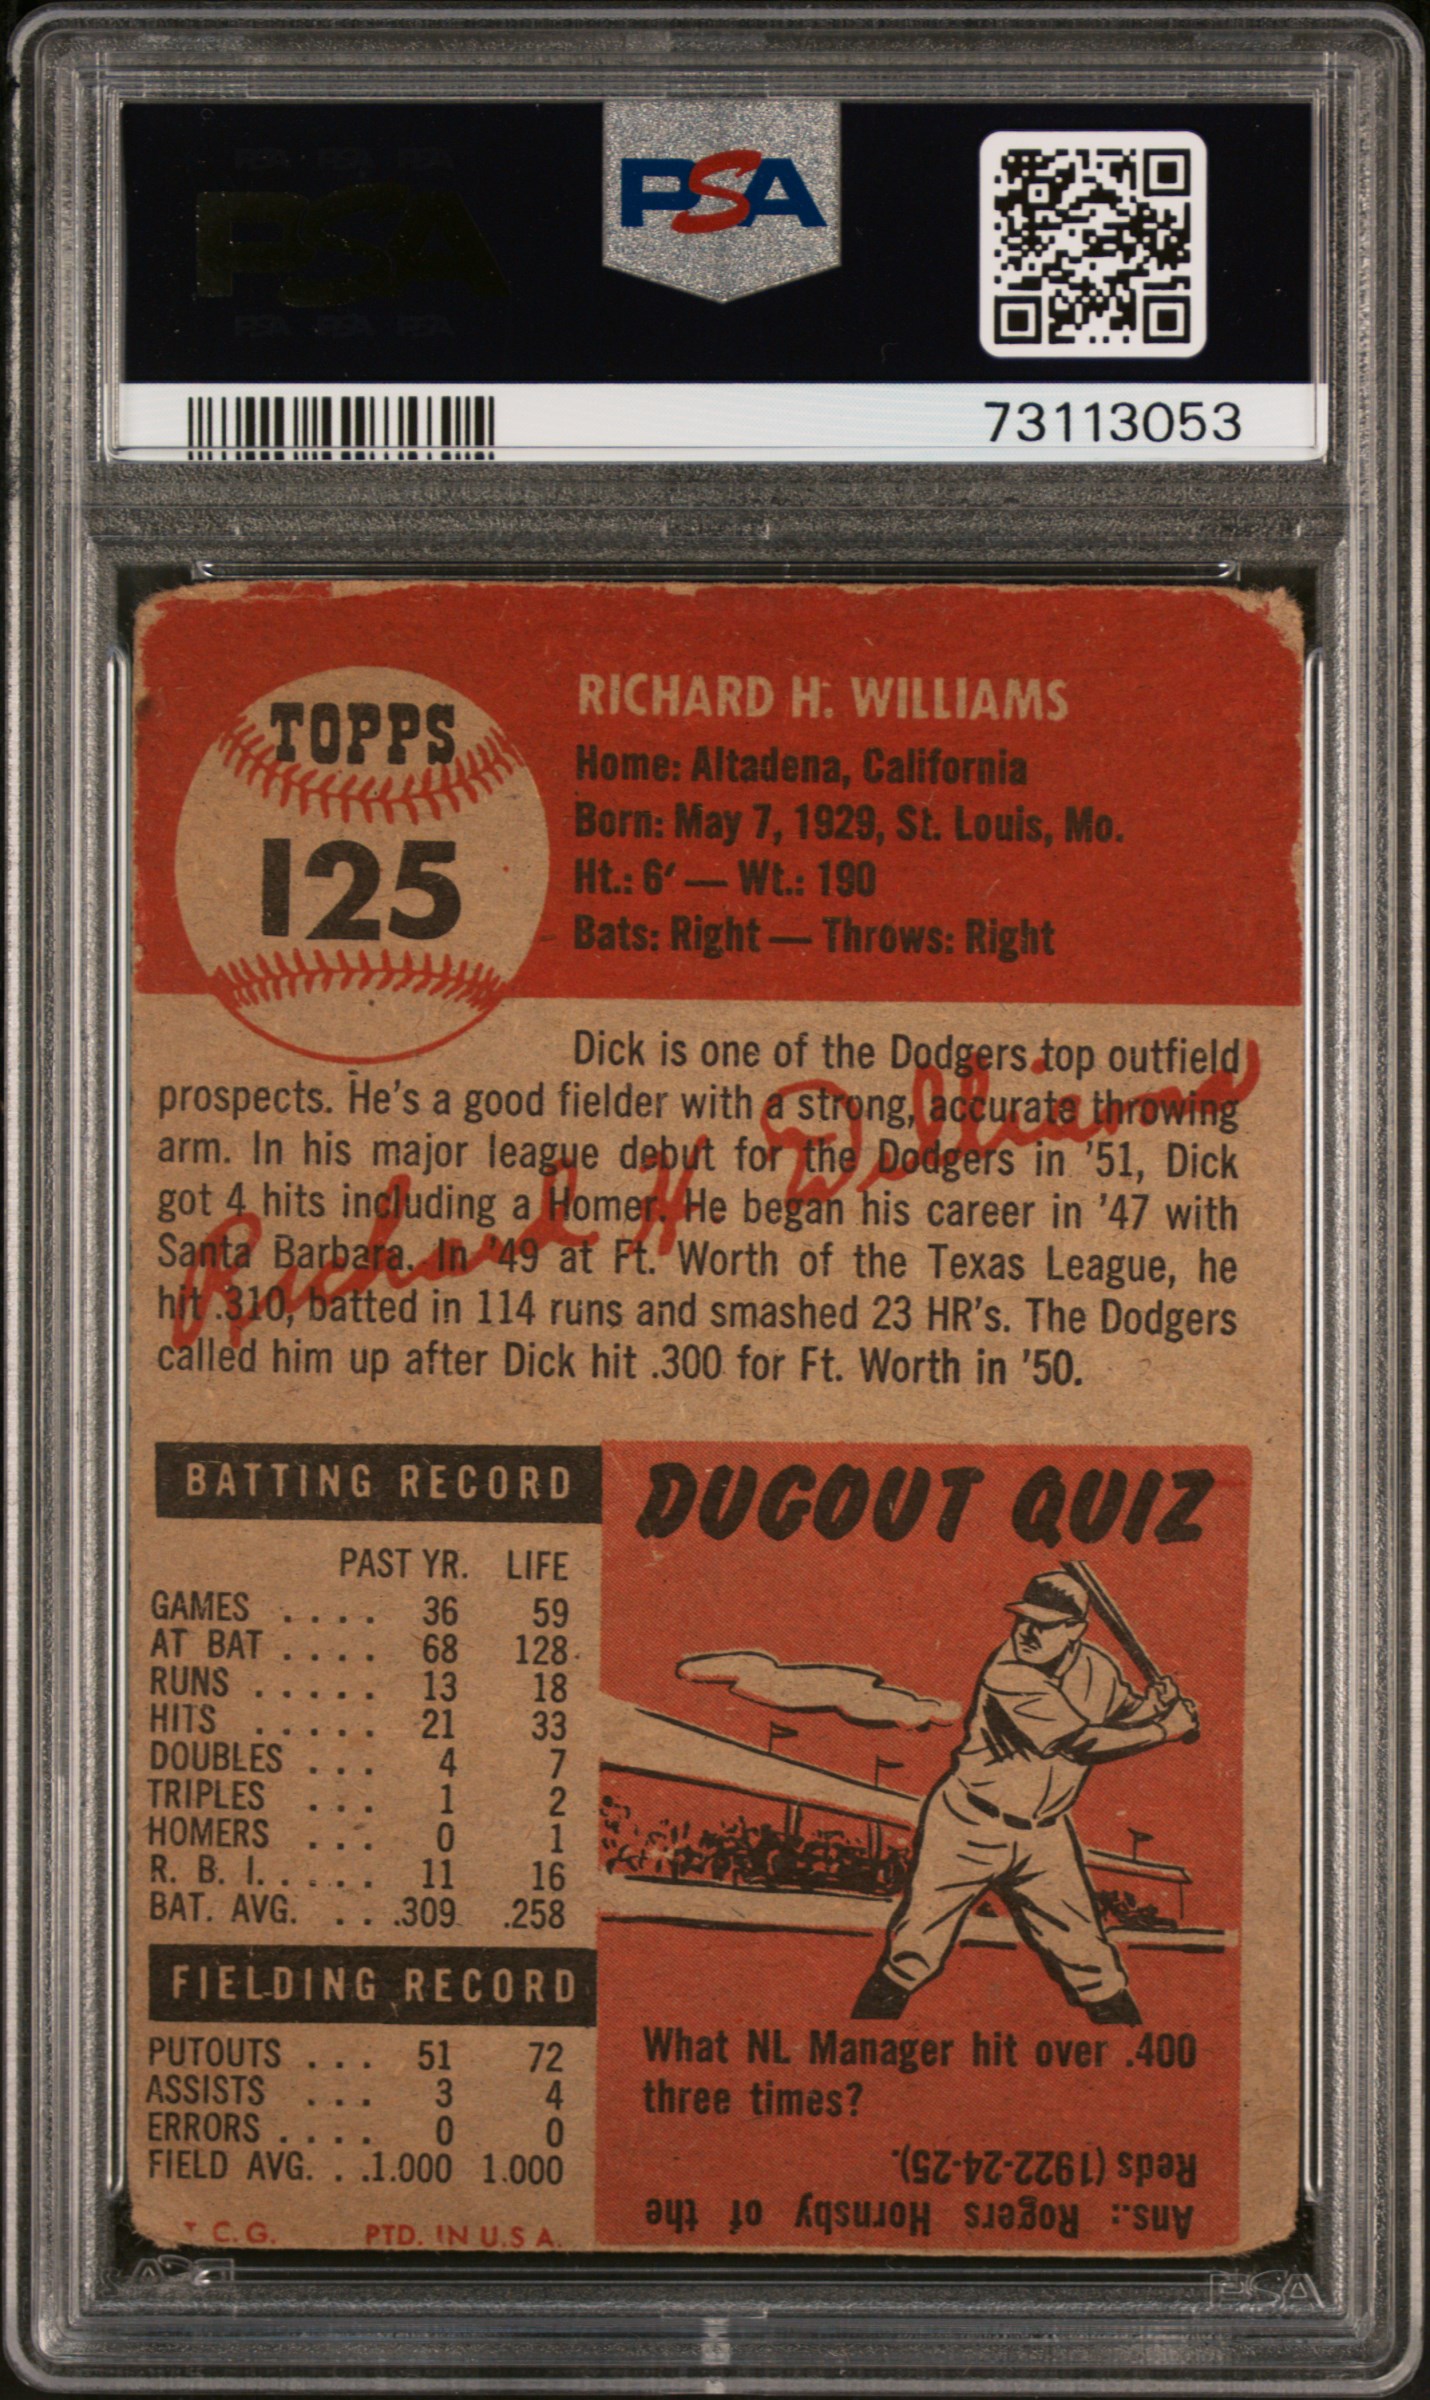 PSA PSA PSA
PSA
PSA PSA PSA
PSA
73113053
TOPPS
125
RICHARD H. WILLIAMS
Home: Altadena, California
Born: May 7, 1929, St. Louis, Mo.
Ht.: 6' — Wt.: 190
Bats: Right — Throws: Right
Dick is one of the Dodgers top outfield
prospects. He's a good fielder with a strong, accurate throwing
arm. In his major league debut for the Dodgers in '51, Dick
got 4 hits including a Homer. He began his career in '47 with
Santa Barbara. In '49 at Ft. Worth of the Texas League, he
hit .310, batted in 114 runs and smashed 23 HR's. The Dodgers
called him up after Dick hit .300 for Ft. Worth in '50.
Richard H Williams
BATTING RECORD
PAST YR. LIFE
GAMES .... 36 59
AT BAT .... 68 128
RUNS ..... 13 18
HITS ..... 21 33
DOUBLES ... 4 7
TRIPLES ... 1 2
HOMERS ... 0 1
R. B. I. .... 11 16
BAT. AVG. .. .309 .258
FIELDING RECORD
PUTOUTS ... 51 72
ASSISTS ... 3 4
ERRORS .... 0 0
FIELD AVG. .. 1.000 1.000
T.C.G. PTD. IN U.S.A.
DUGOUT QUIZ
What NL Manager hit over .400
three times?
Ans.: Rogers Hornsby of the
Reds (1922-24-25).
PSA
PSA